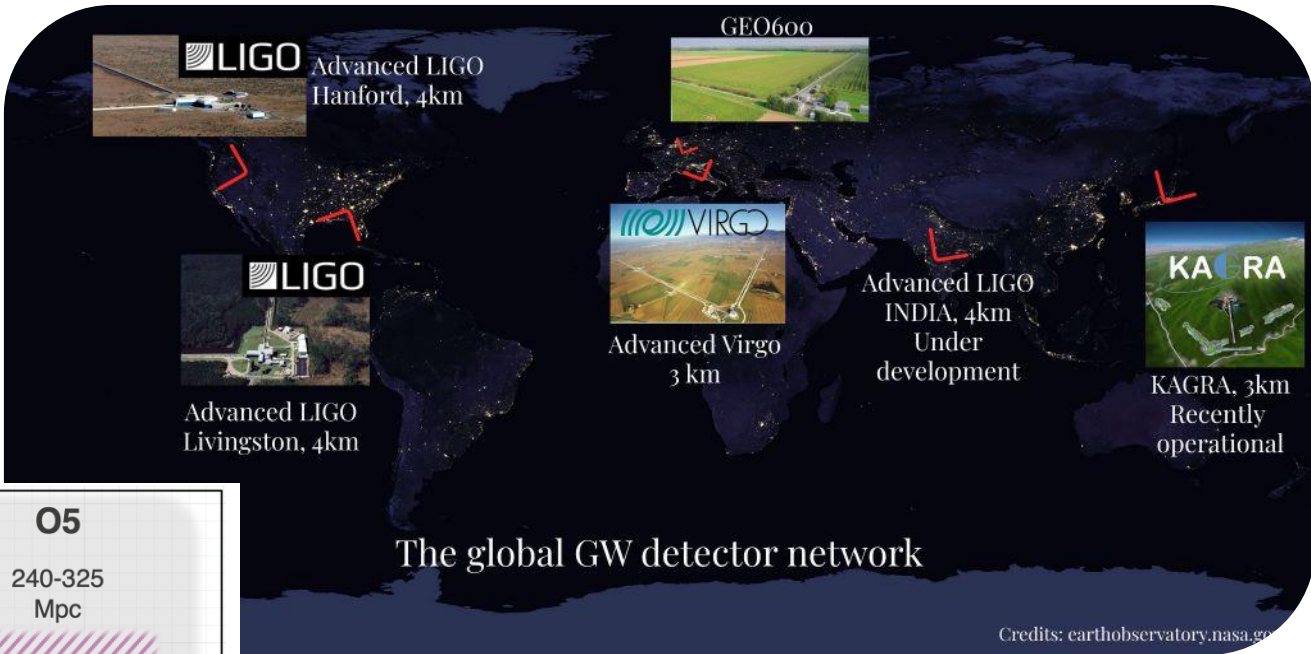 GEO600
LIGO
Advanced LIGO
Hanford, 4km
VIRGO
LIGO
KAGRA
Advanced LIGO
INDIA, 4km
Under
development
Advanced Virgo
3 km
KAGRA, 3km
Recently
operational
Advanced LIGO
Livingston, 4km
O5
240-325
Mpc
The global GW detector network
Credits: earthobservatory.nasa.go